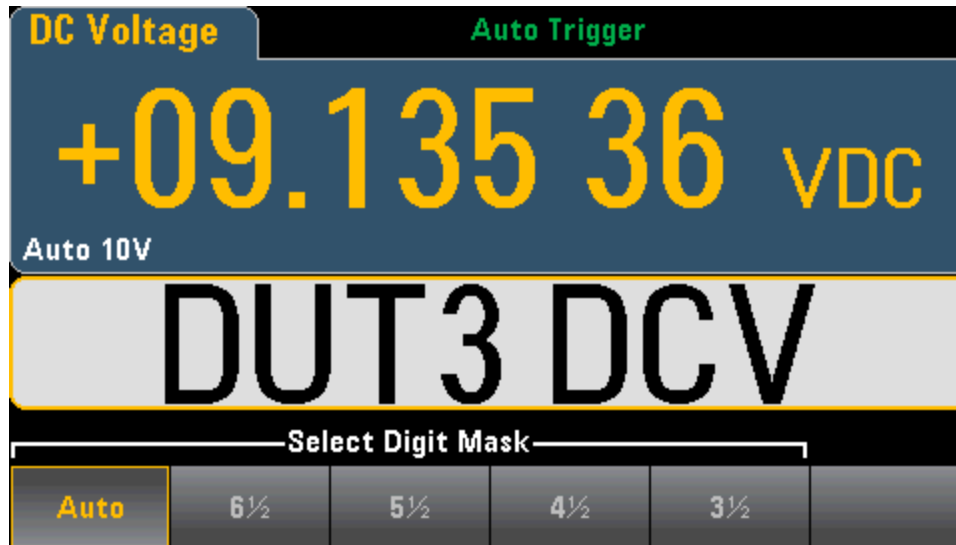 DC Voltage Auto Trigger
+09.135 36 VDC
Auto 10V
DUT3 DCV
Select Digit Mask
Auto 6½ 5½ 4½ 3½